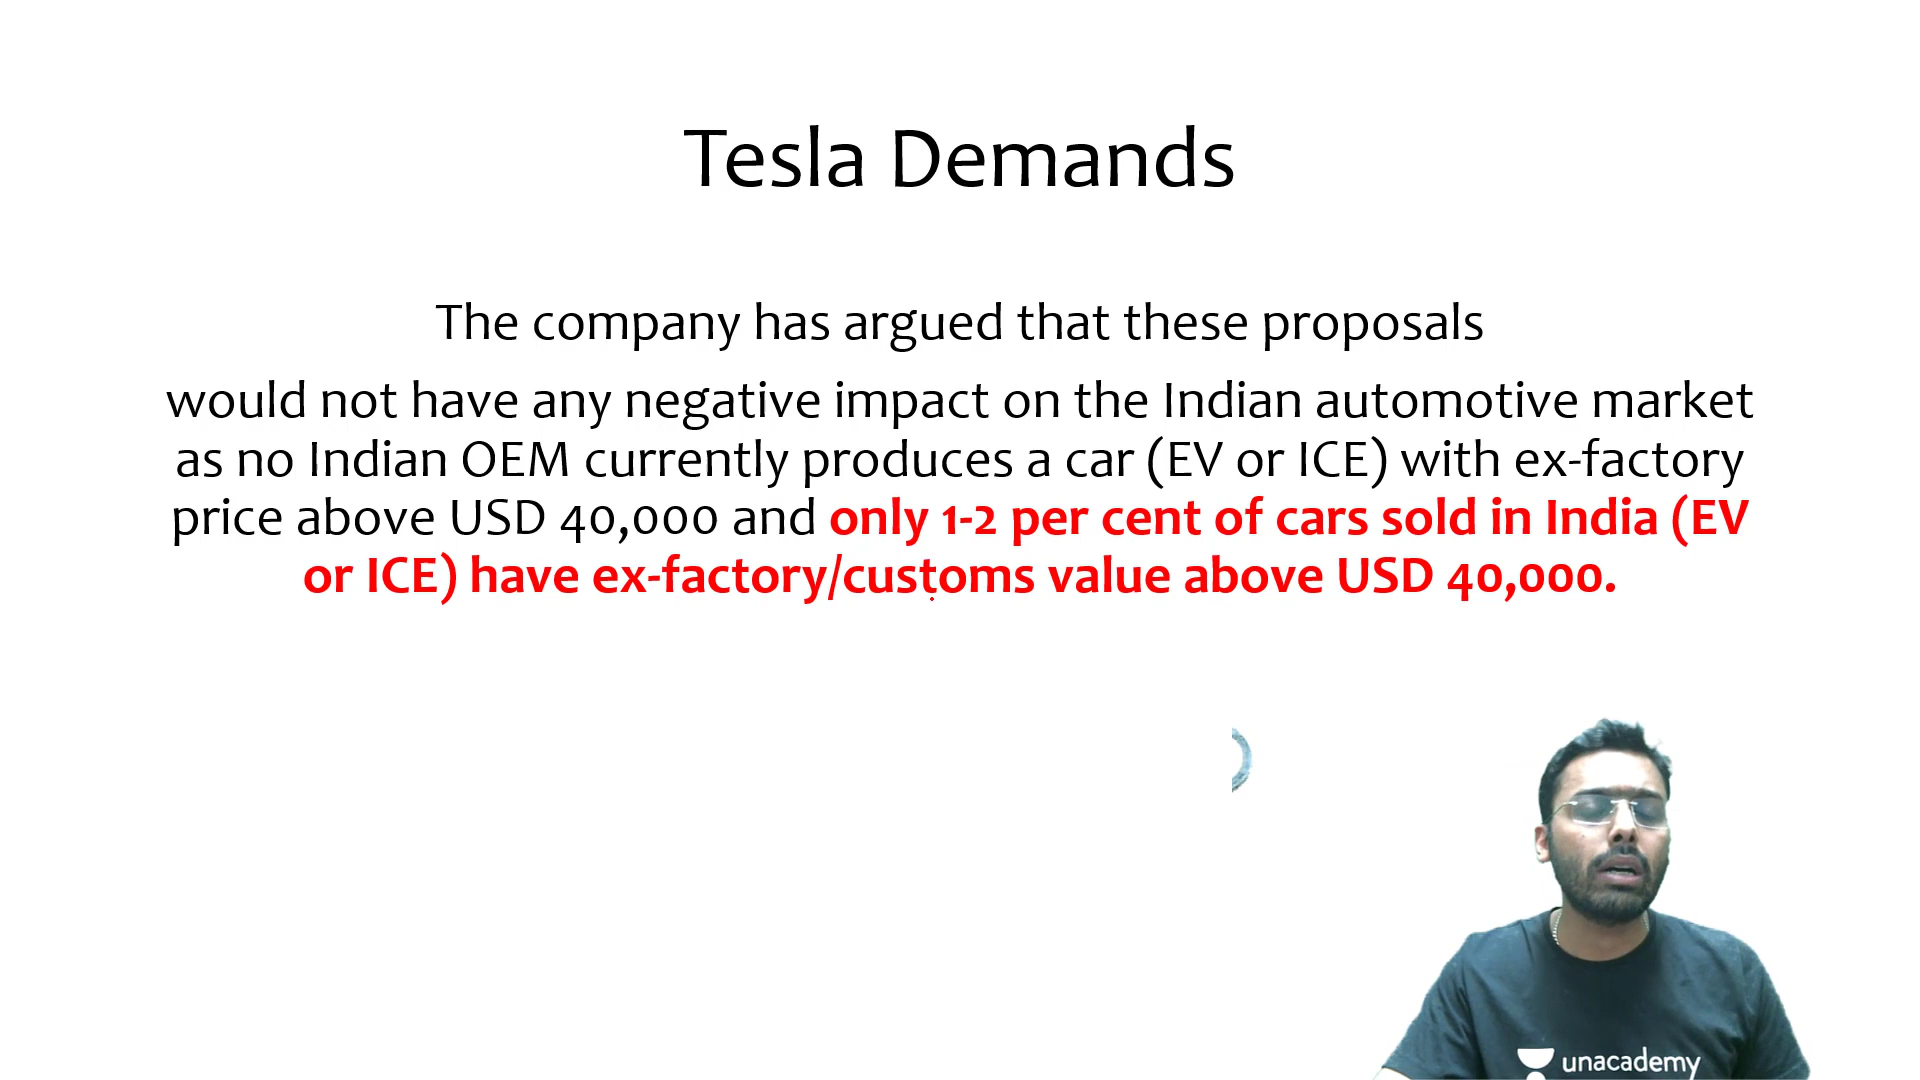 Tesla Demands
The company has argued that these proposals
would not have any negative impact on the Indian automotive market
as no Indian OEM currently produces a car (EV or ICE) with ex-factory
price above USD 40,000 and only 1-2 per cent of cars sold in India (EV
or ICE) have ex-factory/customs value above USD 40,000.
unacademy